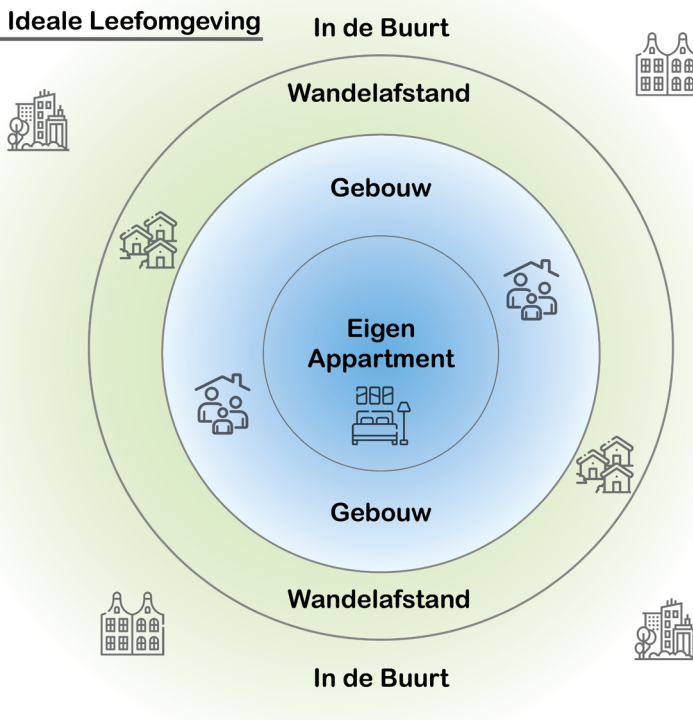 Ideale Leefomgeving
In de Buurt
Wandelafstand
Gebouw
Eigen
Appartment
Gebouw
Wandelafstand
In de Buurt